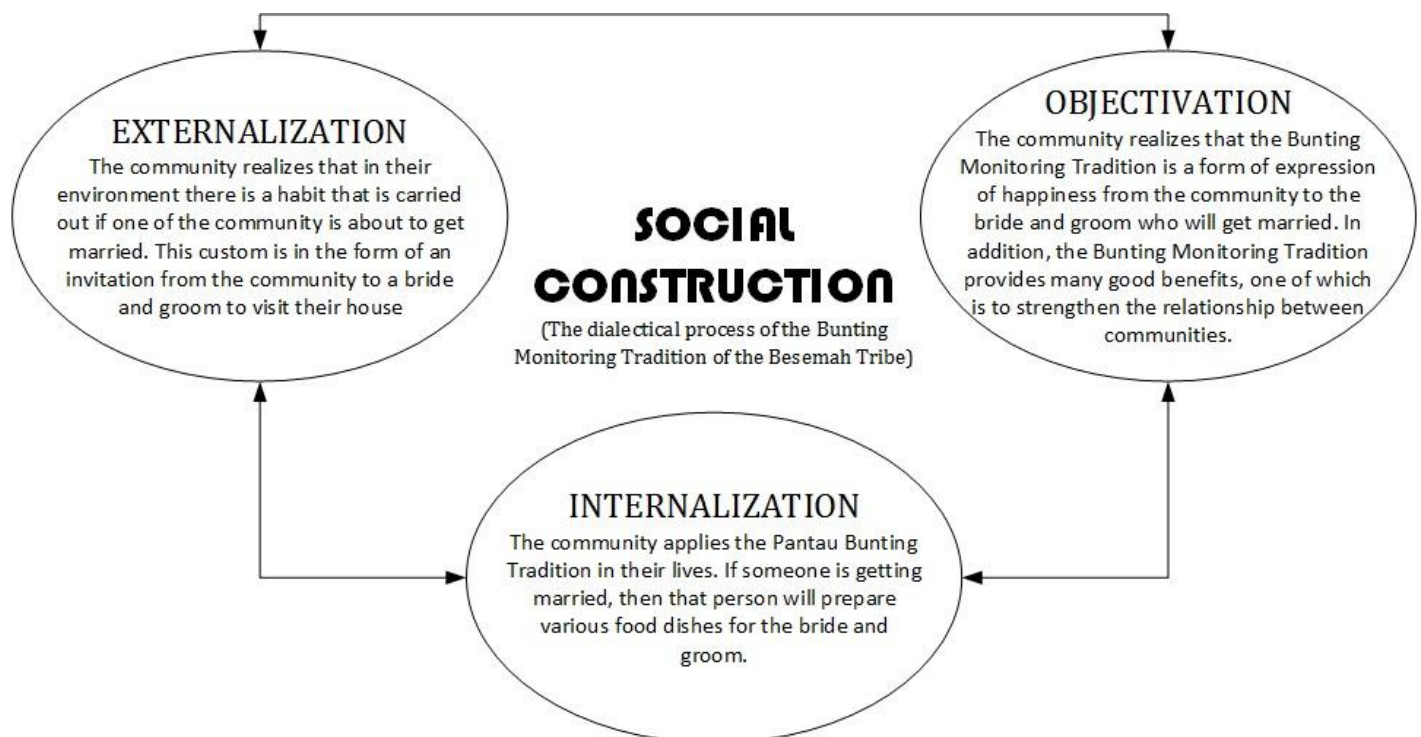 EXTERNALIZATION
The community realizes that in their
environment there is a habit that is carried
out if one of the community is about to get
married. This custom is in the form of an
invitation from the community to a bride
and groom to visit their house
SOCIAL
CONSTRUCTION
(The dialectical process of the Bunting
Monitoring Tradition of the Besemah Tribe)
OBJECTIVATION
The community realizes that the Bunting
Monitoring Tradition is a form of expression
of happiness from the community to the
bride and groom who will get married. In
addition, the Bunting Monitoring Tradition
provides many good benefits, one of which
is to strengthen the relationship between
communities.
INTERNALIZATION
The community applies the Pantau Bunting
Tradition in their lives. If someone is getting
married, then that person will prepare
various food dishes for the bride and
groom.